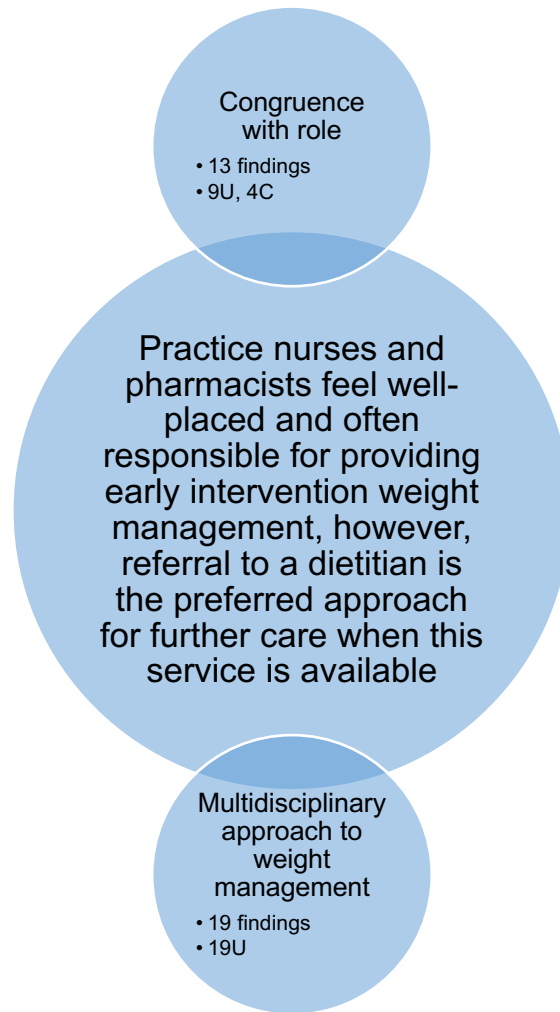 Congruence
with role
• 13 findings
• 9U, 4C
Practice nurses and
pharmacists feel well-
placed and often
responsible for providing
early intervention weight
management, however,
referral to a dietitian is
the preferred approach
for further care when this
service is available
Multidisciplinary
approach to
weight
management
• 19 findings
• 19U